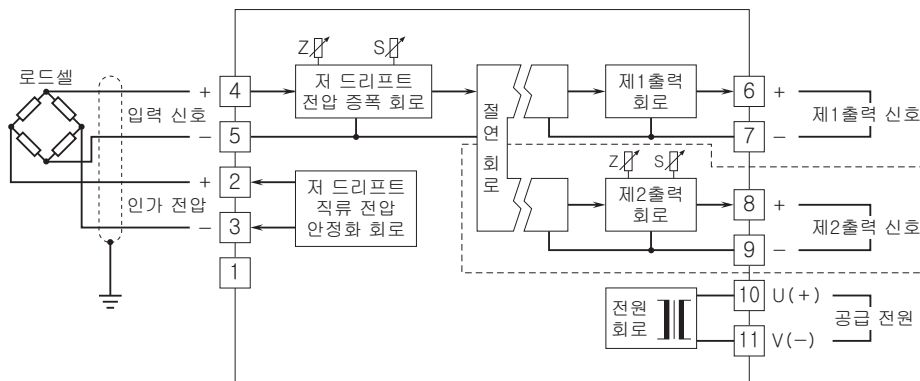 로드셀
+
입력 신호
−
+
인가 전압
−
4
5
2
3
1
Z
S
저 드리프트
전압 증폭 회로
저 드리프트
직류 전압
안정화 회로
절
연
회
로
제1출력
회로
Z
S
제2출력
회로
전원
회로
6
+
7
−
제1출력 신호
8
+
9
−
제2출력 신호
10
U(+)
11
V(−)
공급 전원